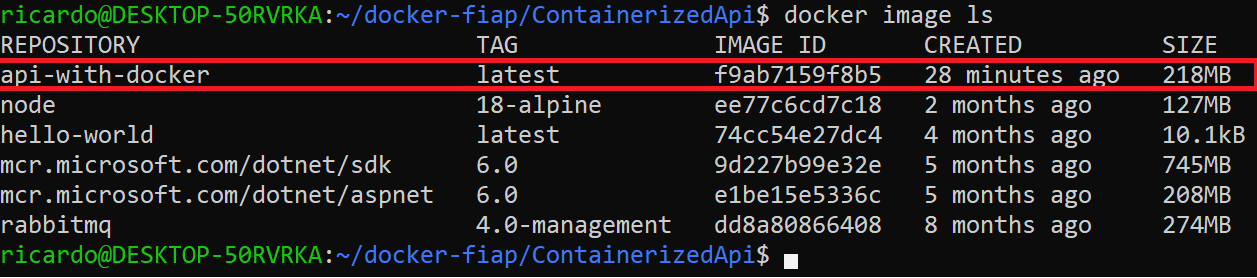 ricardo@DESKTOP-50RVRKA:~/docker-fiap/ContainerizedApi$ docker image ls
REPOSITORY TAG IMAGE ID CREATED SIZE
api-with-docker latest f9ab7159f8b5 28 minutes ago 218MB
node 18-alpine ee77c6cd7c18 2 months ago 127MB
hello-world latest 74cc54e27dc4 4 months ago 10.1kB
mcr.microsoft.com/dotnet/sdk 6.0 9d227b99e32e 5 months ago 745MB
mcr.microsoft.com/dotnet/aspnet 6.0 e1be15e5336c 5 months ago 208MB
rabbitmq 4.0-management dd8a80866408 8 months ago 274MB
ricardo@DESKTOP-50RVRKA:~/docker-fiap/ContainerizedApi$